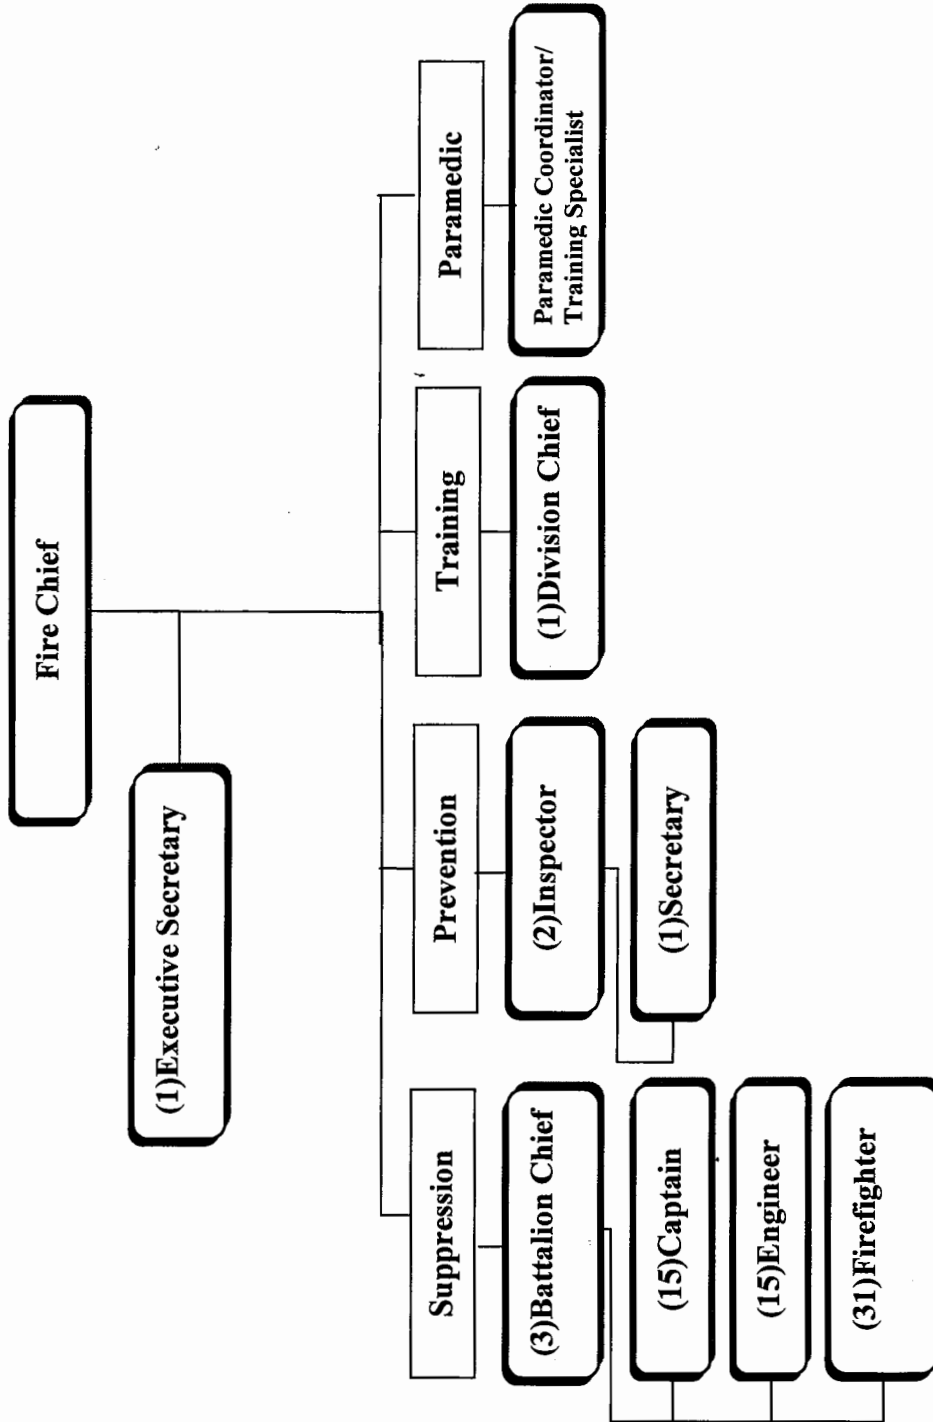 Fire Chief
(1)Executive Secretary
Suppression
(3)Battalion Chief
(15)Captain
(15)Engineer
(31)Firefighter
Prevention
(2)Inspector
(1)Secretary
Training
(1)Division Chief
Paramedic
Paramedic Coordinator/
Training Specialist